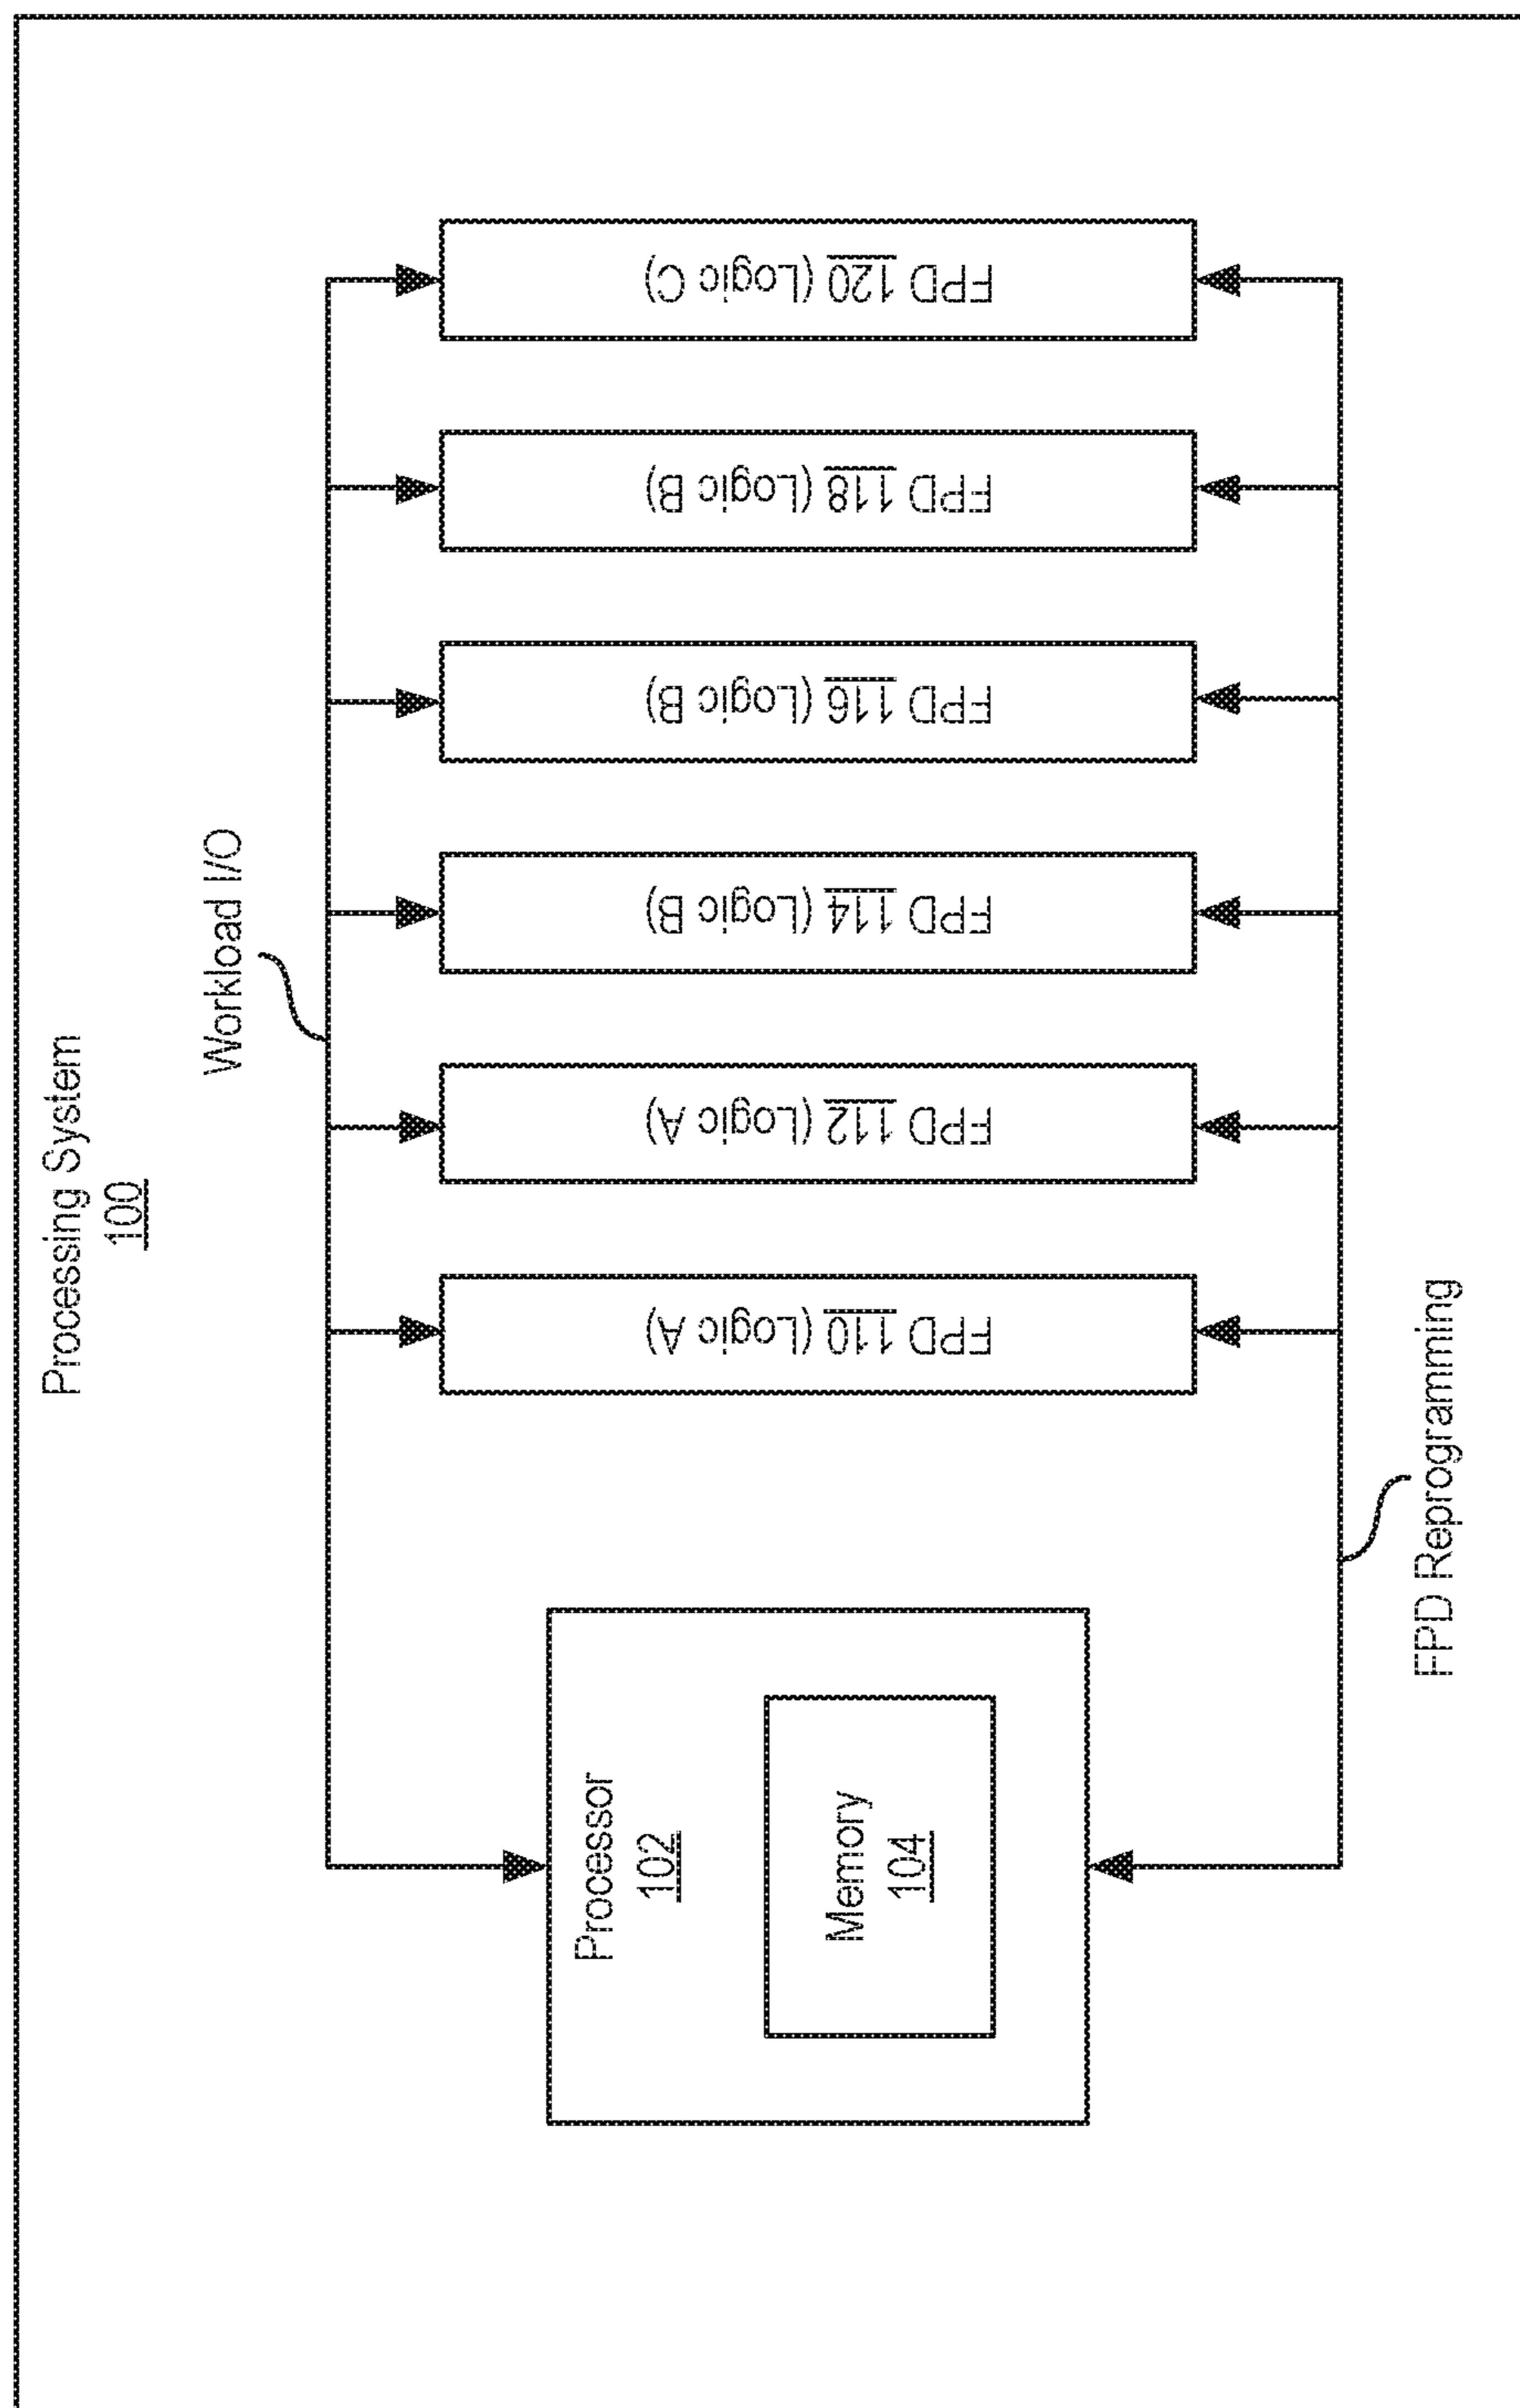 Processing System
100
Workload I/O
Processor
102
Memory
104
FPD 110 (Logic A)
FPD 112 (Logic A)
FPD 114 (Logic B)
FPD 116 (Logic B)
FPD 118 (Logic B)
FPD 120 (Logic C)
FPD Reprogramming